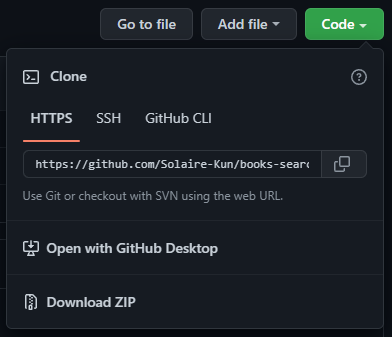 Go to file Add file Code
Clone
HTTPS SSH GitHub CLI
https://github.com/Solaire-Kun/books-sear
Use Git or checkout with SVN using the web URL.
Open with GitHub Desktop
Download ZIP